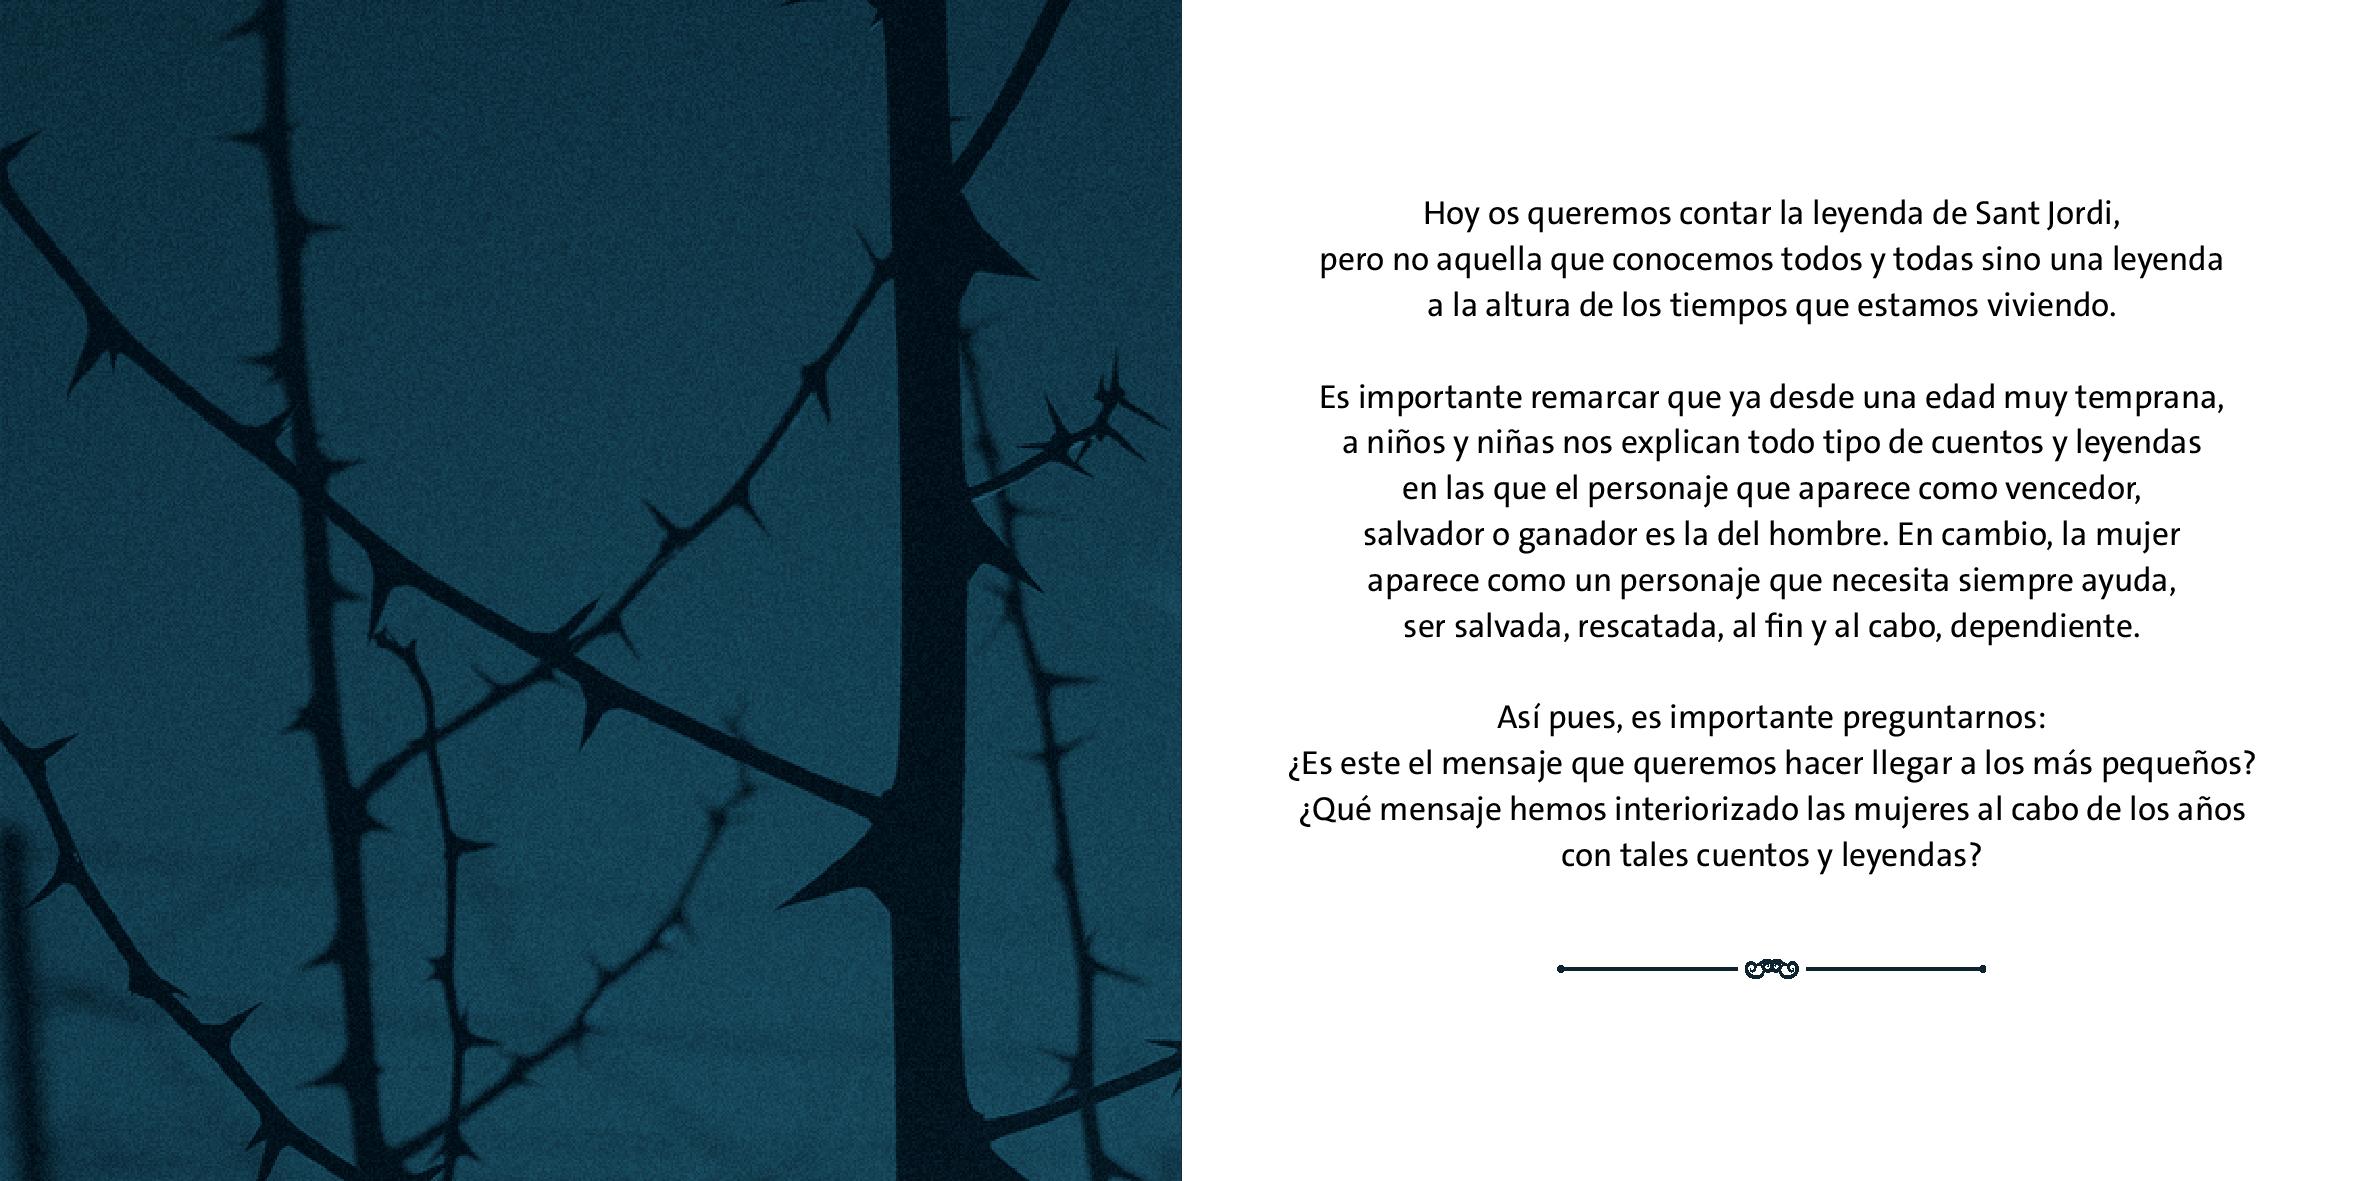 Hoy os queremos contar la leyenda de Sant Jordi,
pero no aquella que conocemos todos y todas sino una leyenda
a la altura de los tiempos que estamos viviendo.
Es importante remarcar que ya desde una edad muy temprana,
a niños y niñas nos explican todo tipo de cuentos y leyendas
en las que el personaje que aparece como vencedor,
salvador o ganador es la del hombre. En cambio, la mujer
aparece como un personaje que necesita siempre ayuda,
ser salvada, rescatada, al fin y al cabo, dependiente.
Así pues, es importante preguntarnos:
¿Es este el mensaje que queremos hacer llegar a los más pequeños?
¿Qué mensaje hemos interiorizado las mujeres al cabo de los años
con tales cuentos y leyendas?